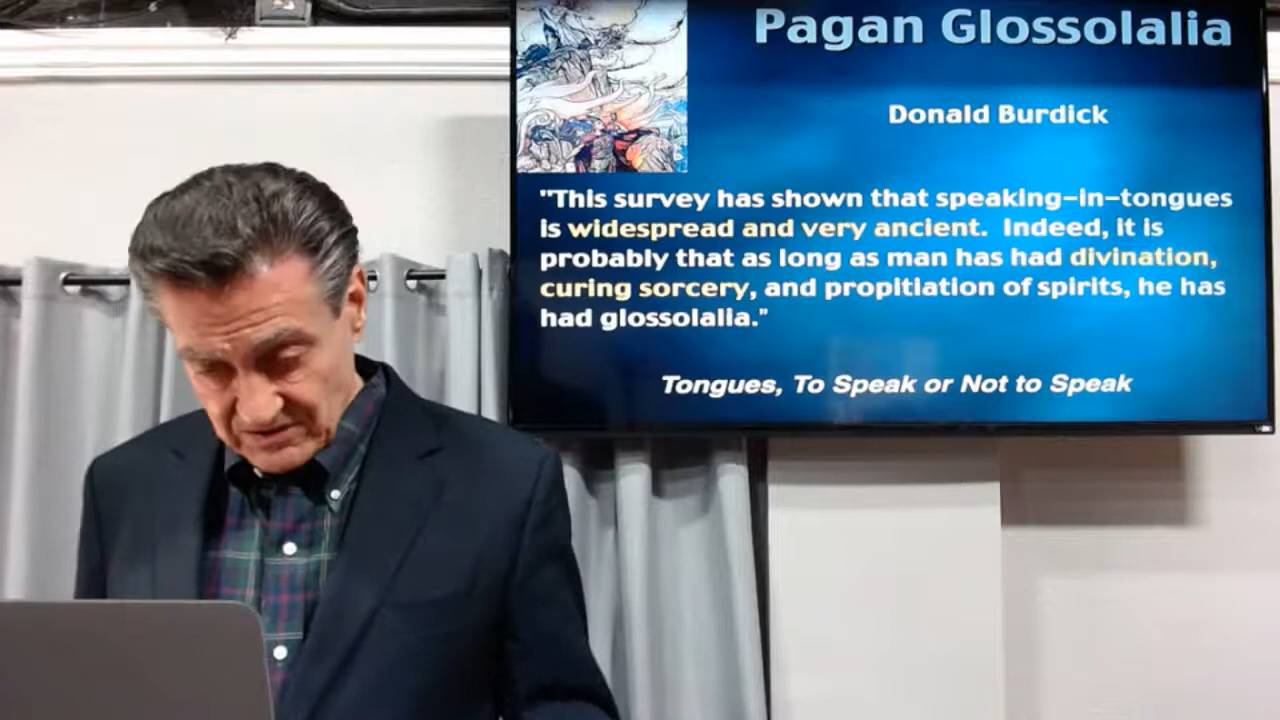 Pagan Glossolalia
Donald Burdick
"This survey has shown that speaking-in-tongues
is widespread and very ancient.  Indeed, it is
probably that as long as man has had divination,
curing sorcery, and propitiation of spirits, he has
had glossolalia."
Tongues, To Speak or Not to Speak